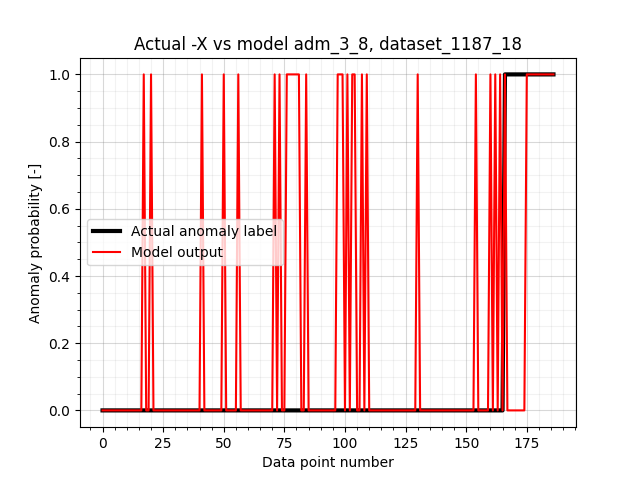 Actual -X vs model adm_3_8, dataset_1187_18
Anomaly probability [-]
1.0
0.8
0.6
0.4
0.2
0.0
Actual anomaly label
Model output
0 25 50 75 100 125 150 175
Data point number